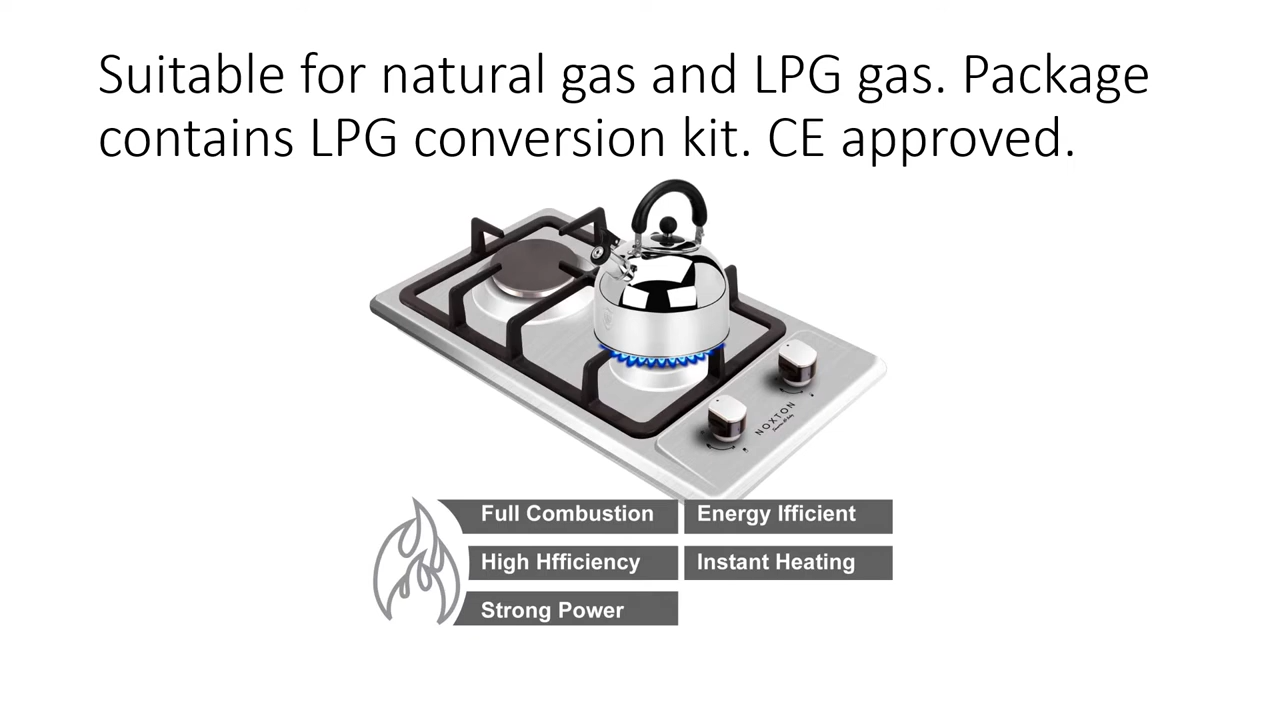 Suitable for natural gas and LPG gas. Package
contains LPG conversion kit. CE approved.
NOXTON
Full Combustion
Energy Ifficient
High Hfficiency
Instant Heating
Strong Power